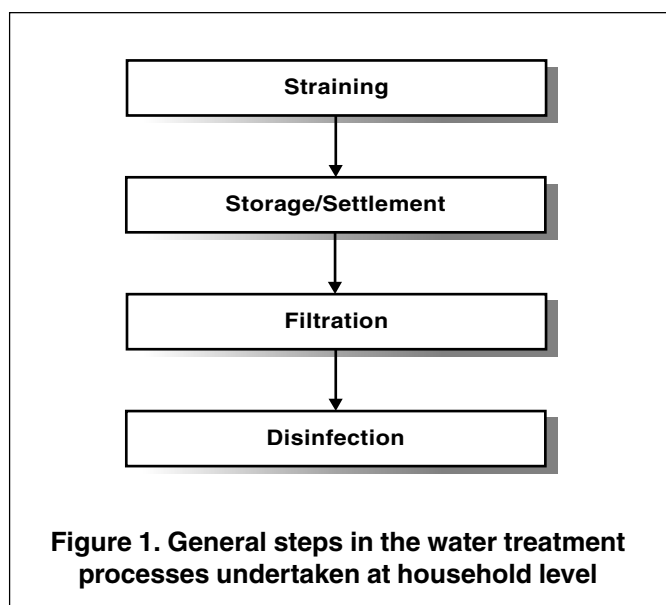 Straining
Storage/Settlement
Filtration
Disinfection
Figure 1. General steps in the water treatment
processes undertaken at household level